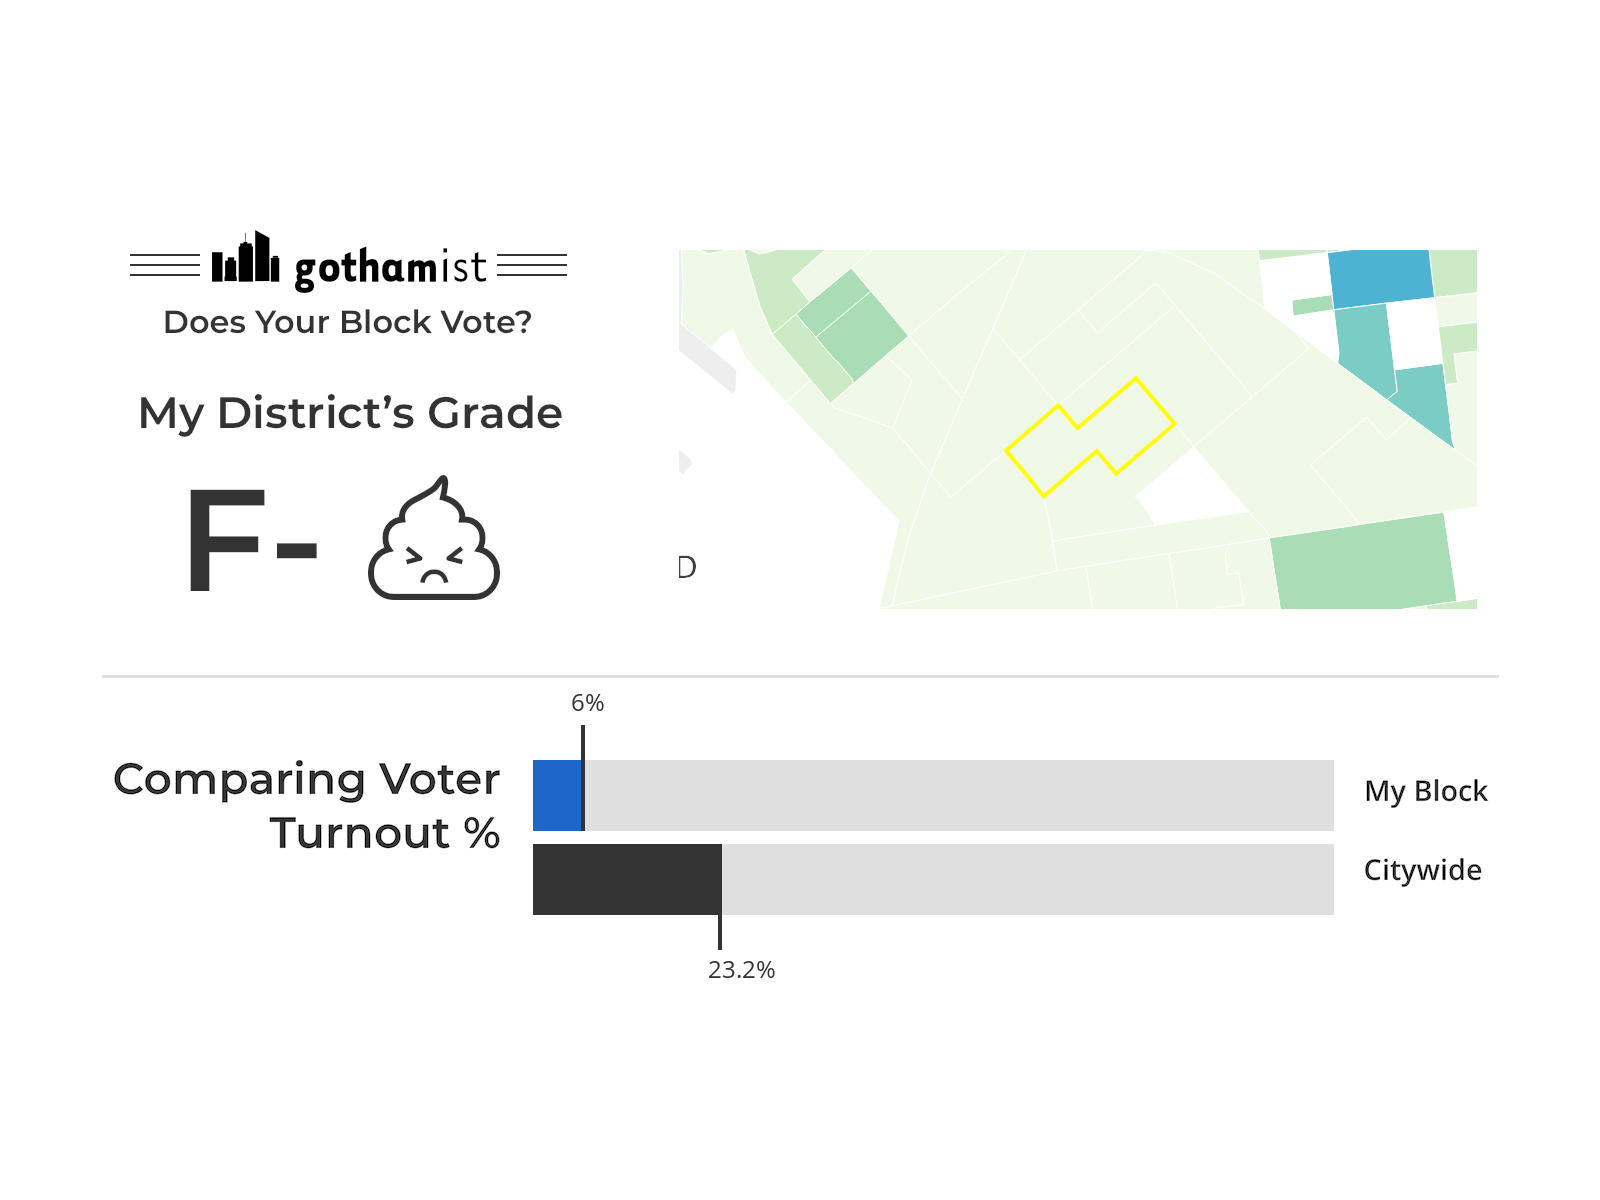 gothamist
Does Your Block Vote?
My District’s Grade
F-
D
6%
Comparing Voter
Turnout %
My Block
Citywide
23.2%